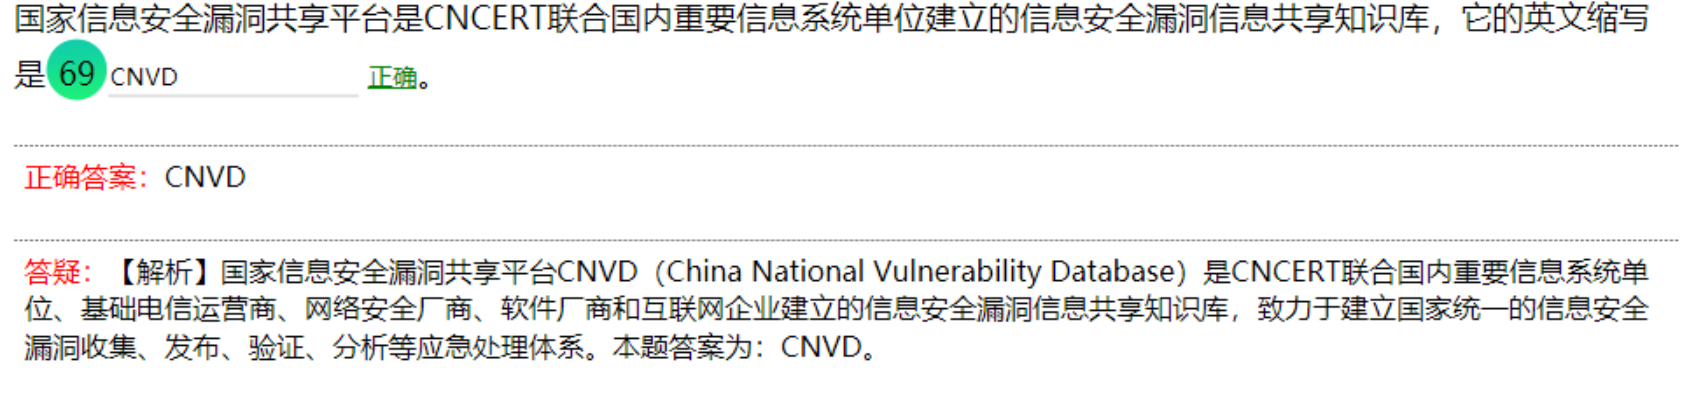 国家信息安全漏洞共享平台是CNCERT联合国内重要信息系统单位建立的信息安全漏洞信息共享知识库，它的英文缩写
是 69 CNVD 正确。
正确答案：CNVD
答疑：【解析】国家信息安全漏洞共享平台CNVD（China National Vulnerability Database）是CNCERT联合国内重要信息系统单
位、基础电信运营商、网络安全厂商、软件厂商和互联网企业建立的信息安全漏洞信息共享知识库，致力于建立国家统一的信息安全
漏洞收集、发布、验证、分析等应急处理体系。本题答案为：CNVD。